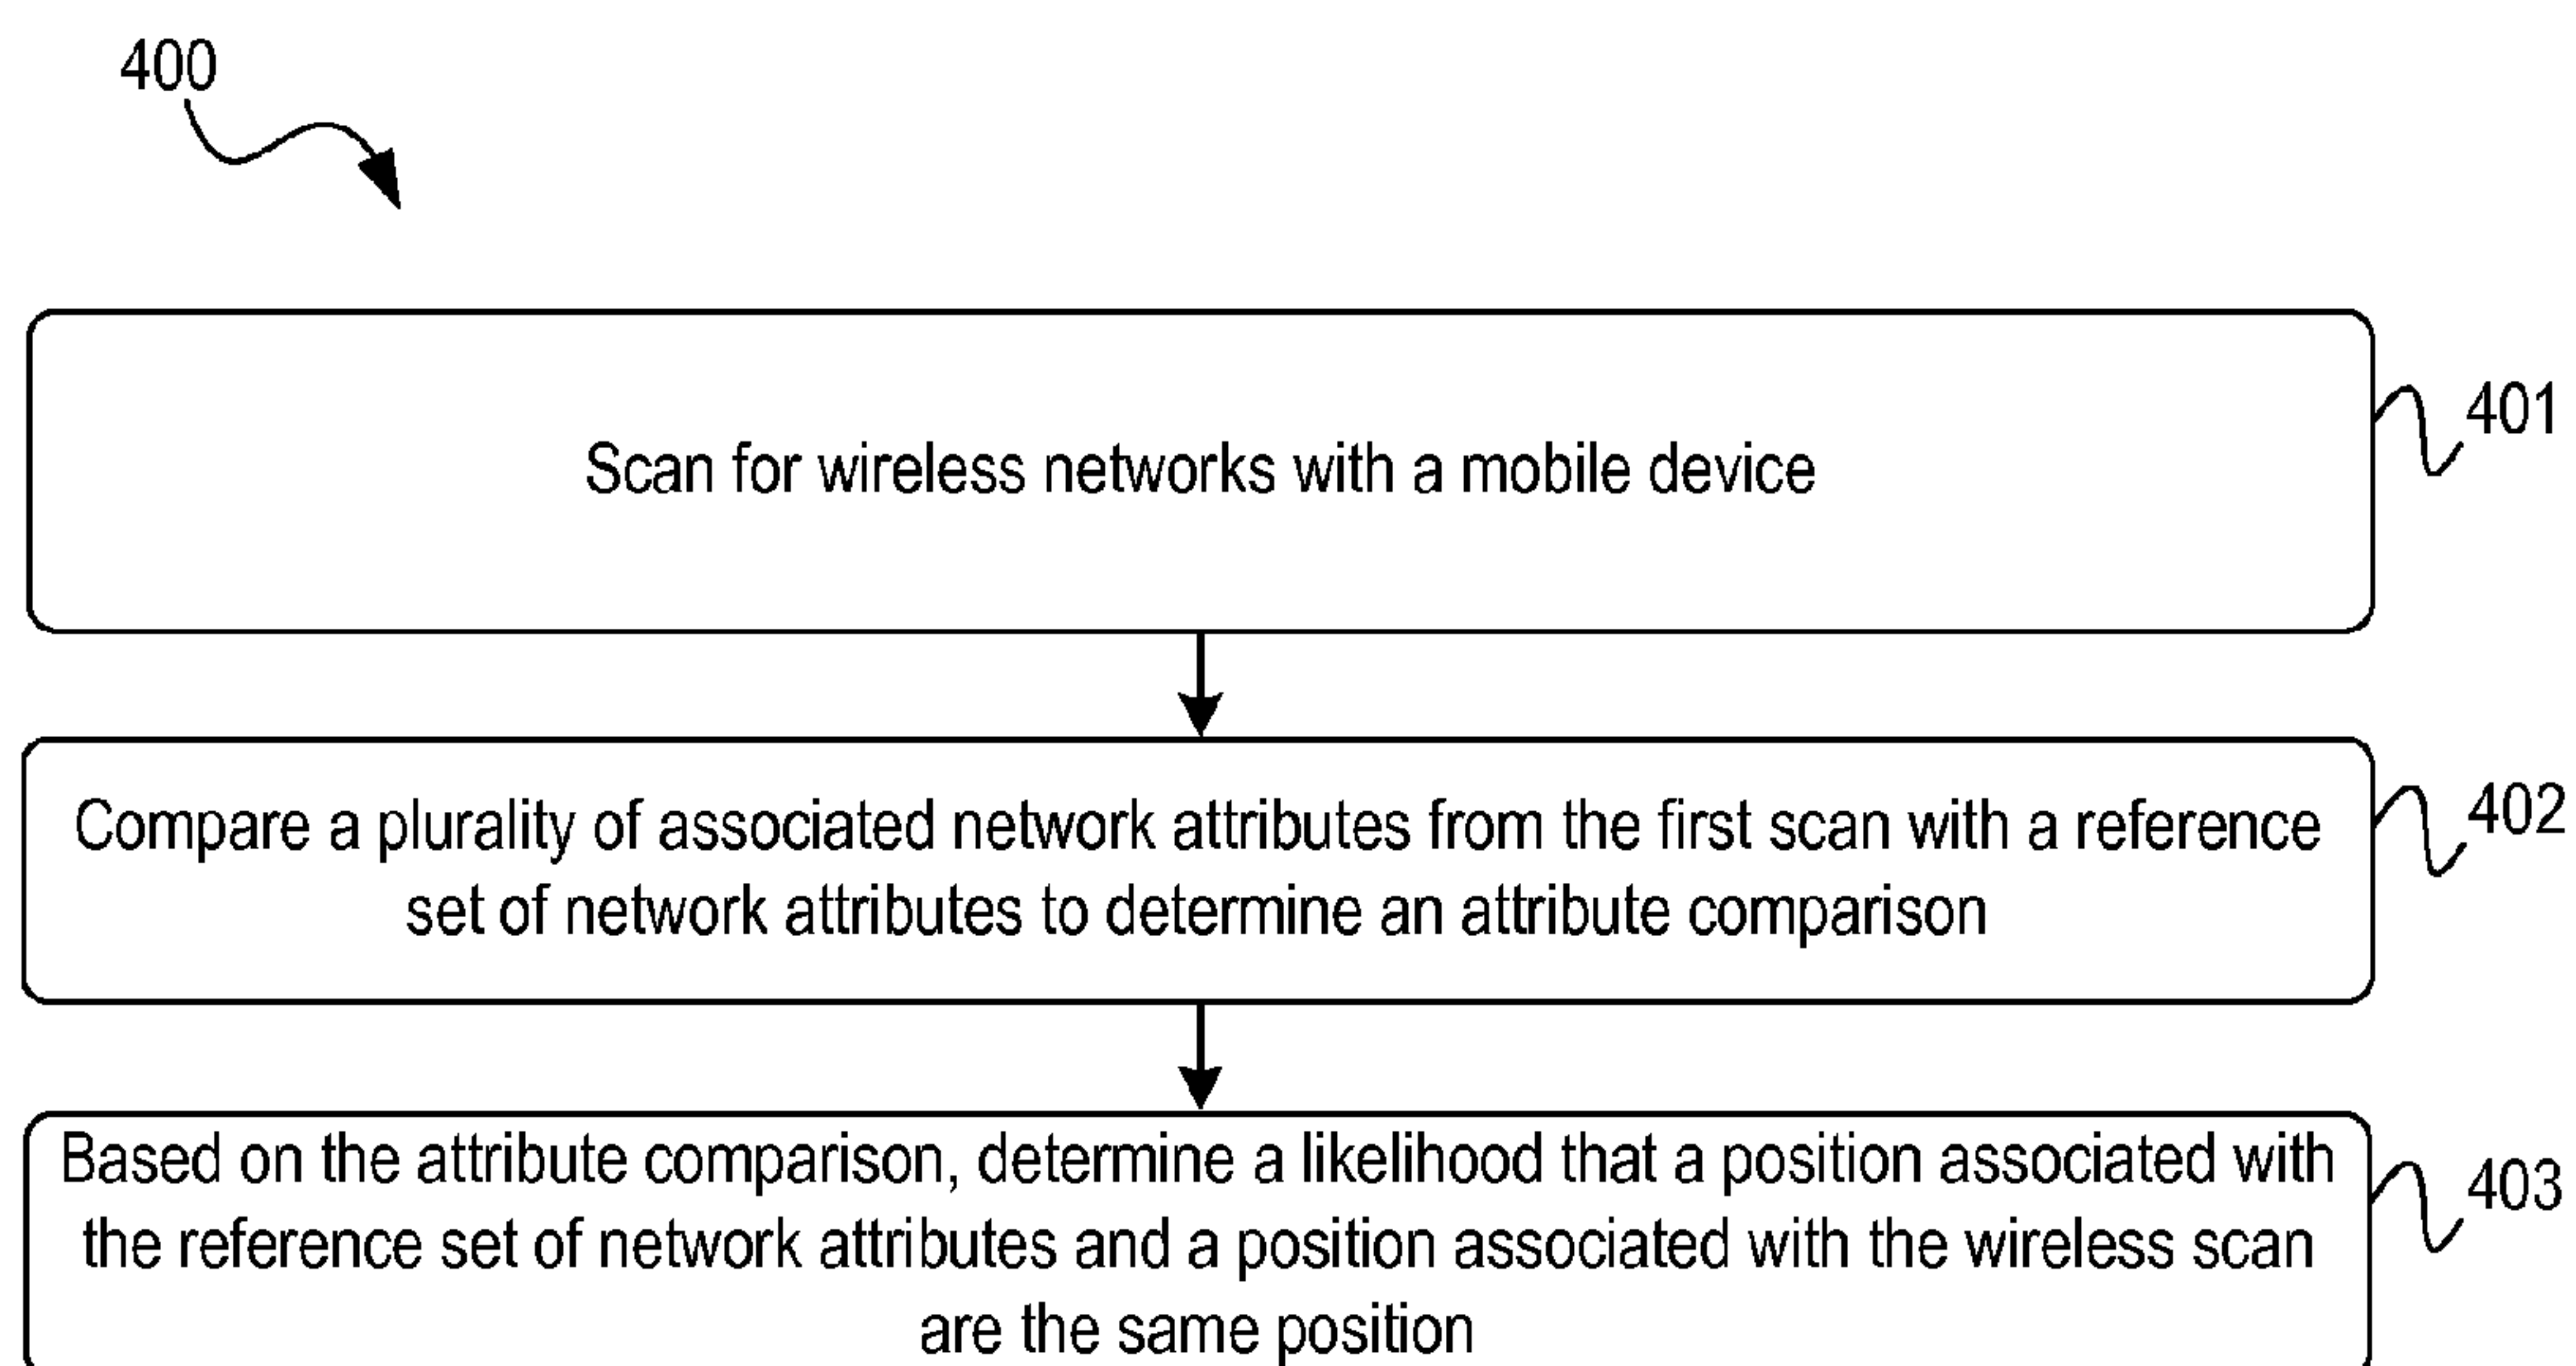 400
Scan for wireless networks with a mobile device
401
Compare a plurality of associated network attributes from the first scan with a reference
set of network attributes to determine an attribute comparison
402
Based on the attribute comparison, determine a likelihood that a position associated with
the reference set of network attributes and a position associated with the wireless scan
are the same position
403